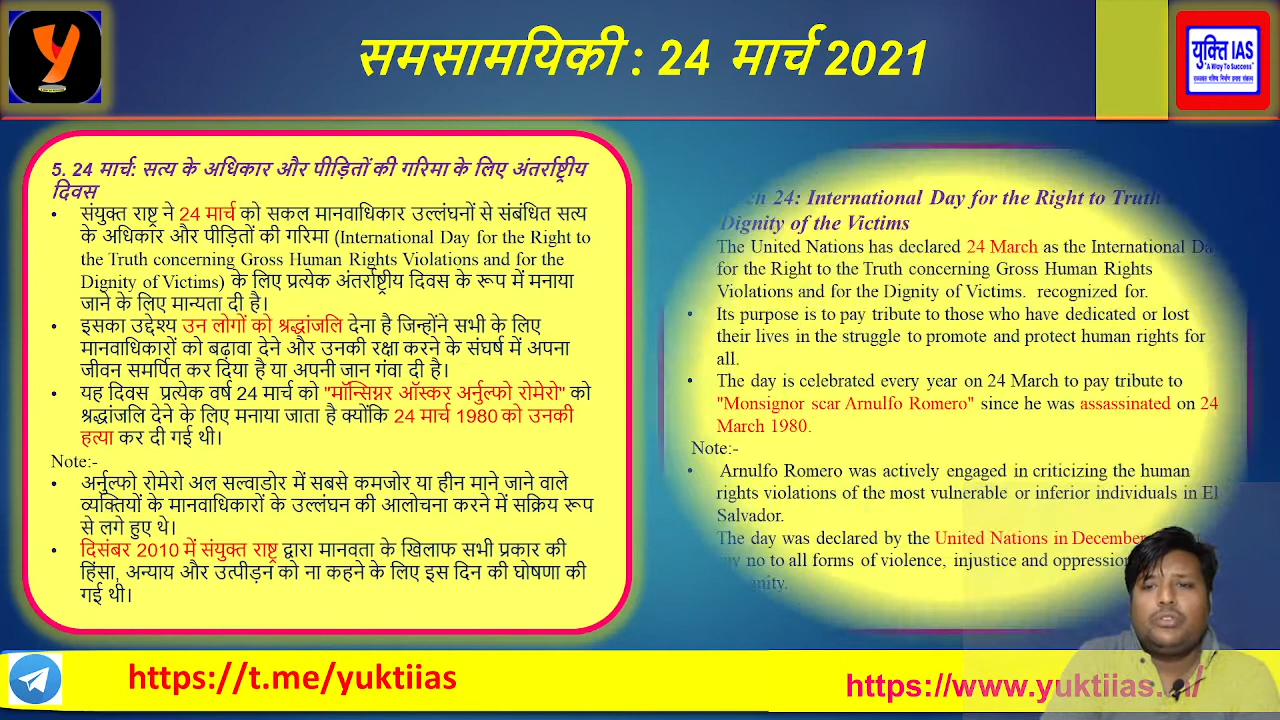 समसामयिकी : 24 मार्च 2021
युक्ति IAS
"A Way To Success"
5. 24 मार्च: सत्य के अधिकार और पीड़ितों की गरिमा के लिए अंतर्राष्ट्रीय
दिवस
• संयुक्त राष्ट्र ने 24 मार्च को सकल मानवाधिकार उल्लंघनों से संबंधित सत्य
के अधिकार और पीड़ितों की गरिमा (International Day for the Right to
the Truth concerning Gross Human Rights Violations and for the
Dignity of Victims) के लिए प्रत्येक अंतर्राष्ट्रीय दिवस के रूप में मनाया
जाने के लिए मान्यता दी है।
• इसका उद्देश्य उन लोगों को श्रद्धांजलि देना है जिन्होंने सभी के लिए
मानवाधिकारों को बढ़ावा देने और उनकी रक्षा करने के संघर्ष में अपना
जीवन समर्पित कर दिया है या अपनी जान गंवा दी है।
• यह दिवस प्रत्येक वर्ष 24 मार्च को "मॉन्सिग्नर ऑस्कर अर्नुल्फो रोमेरो" को
श्रद्धांजलि देने के लिए मनाया जाता है क्योंकि 24 मार्च 1980 को उनकी
हत्या कर दी गई थी।
Note:-
• अर्नुल्फो रोमेरो अल सल्वाडोर में सबसे कमजोर या हीन माने जाने वाले
व्यक्तियों के मानवाधिकारों के उल्लंघन की आलोचना करने में सक्रिय रूप
से लगे हुए थे।
• दिसंबर 2010 में संयुक्त राष्ट्र द्वारा मानवता के खिलाफ सभी प्रकार की
हिंसा, अन्याय और उत्पीड़न को ना कहने के लिए इस दिन की घोषणा की
गई थी।
24: International Day for the Right to Truth
Dignity of the Victims
The United Nations has declared 24 March as the International
for the Right to the Truth concerning Gross Human Rights
Violations and for the Dignity of Victims. recognized for.
• Its purpose is to pay tribute to those who have dedicated or lost
their lives in the struggle to promote and protect human rights for
all.
• The day is celebrated every year on 24 March to pay tribute to
"Monsignor scar Arnulfo Romero" since he was assassinated on 24
March 1980.
Note:-
• Arnulfo Romero was actively engaged in criticizing the human
rights violations of the most vulnerable or inferior individuals in El
Salvador.
The day was declared by the United Nations in December
no to all forms of violence, injustice and oppression
https://t.me/yuktiias
https://www.yuktiias.